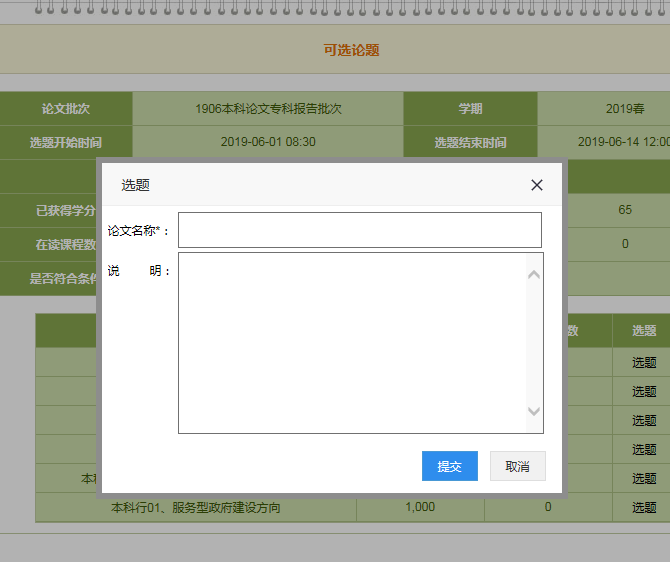 可选论题
论文批次 1906本科论文专科报告批次 学期 2019春
选题开始时间 2019-06-01 08:30 选题结束时间 2019-06-14 12:00
选题
已获得学分 65
论文名称*：
在读课程数 0
说 明：
是否符合条件
数 选题
选题
选题
选题
选题
提交 取消
本科 选题
本科行01、服务型政府建设方向 1,000 0 选题